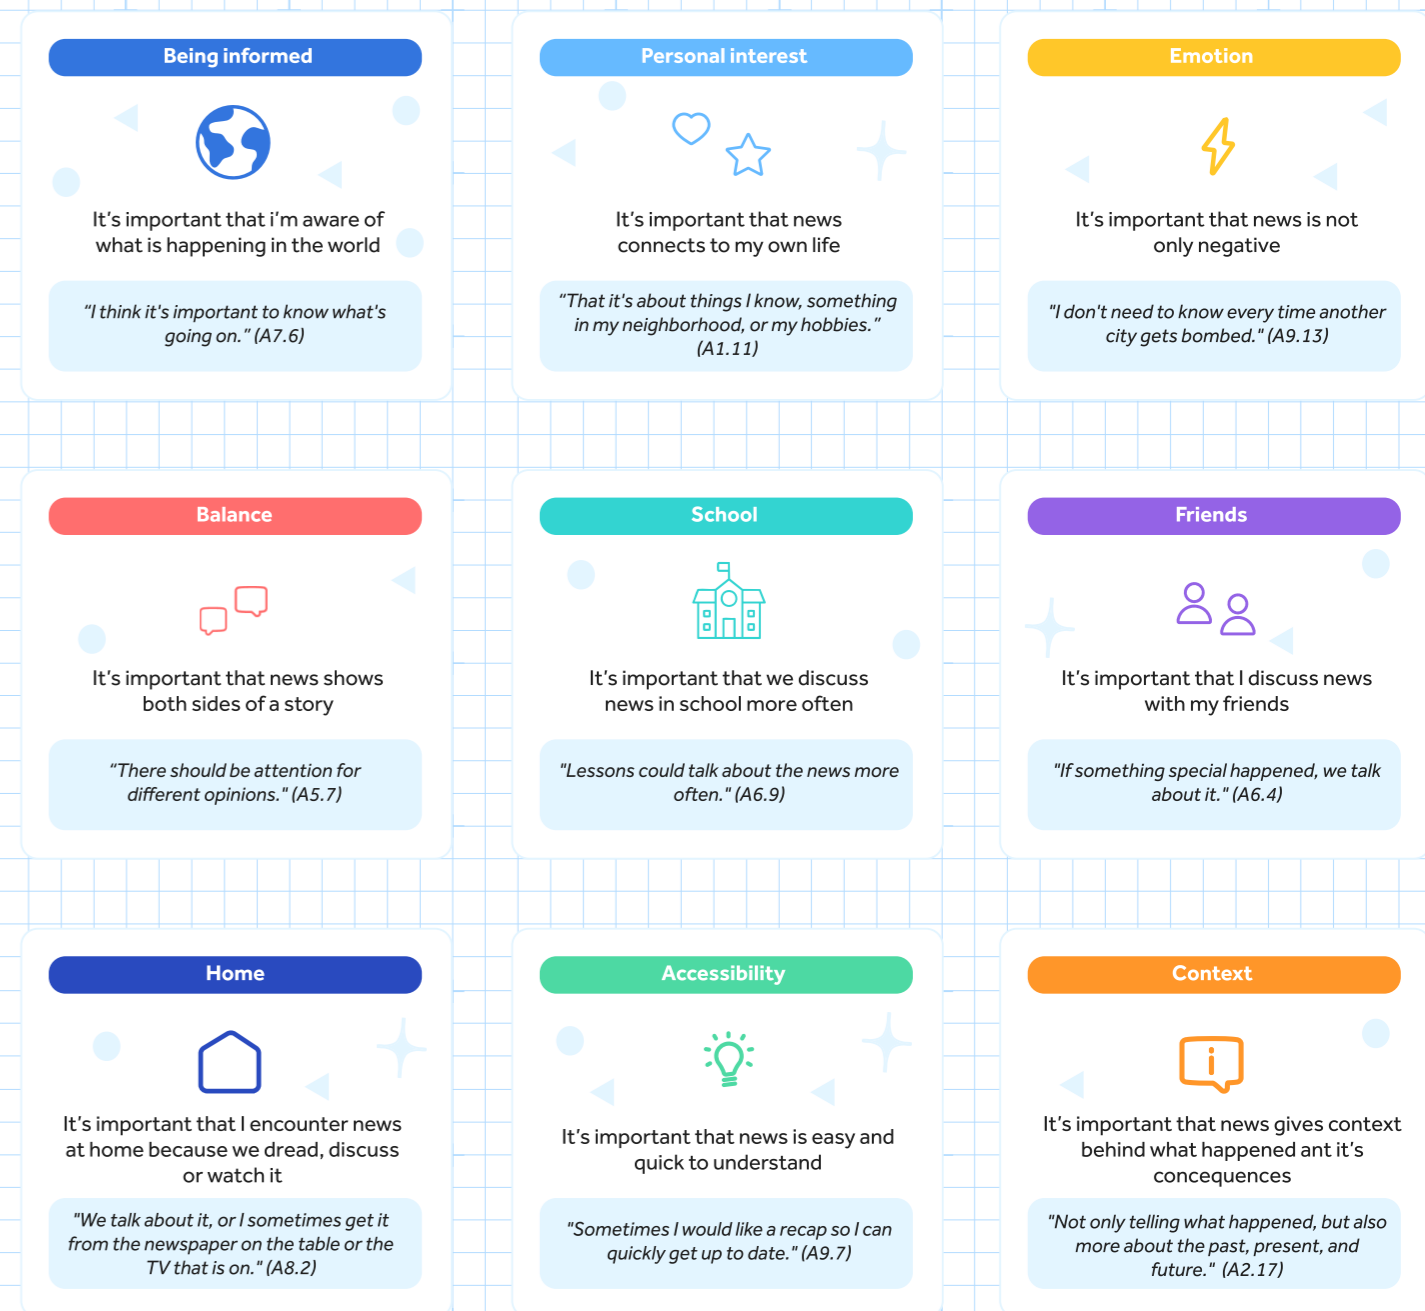 Being informed
It's important that i'm aware of
what is happening in the world
"I think it's important to know what's
going on." (A7.6)
Personal interest
It's important that news
connects to my own life
"That it's about things I know, something
in my neighborhood, or my hobbies."
(A1.11)
Emotion
It's important that news is not
only negative
"I don't need to know every time another
city gets bombed." (A9.13)
Balance
It's important that news shows
both sides of a story
"There should be attention for
different opinions." (A5.7)
School
It's important that we discuss
news in school more often
"Lessons could talk about the news more
often." (A6.9)
Friends
It's important that I discuss news
with my friends
"If something special happened, we talk
about it." (A6.4)
Home
It's important that I encounter news
at home because we dread, discuss
or watch it
"We talk about it, or I sometimes get it
from the newspaper on the table or the
TV that is on." (A8.2)
Accessibility
It's important that news is easy and
quick to understand
"Sometimes I would like a recap so I can
quickly get up to date." (A9.7)
Context
It's important that news gives context
behind what happened ant it's
concequences
"Not only telling what happened, but also
more about the past, present, and
future." (A2.17)